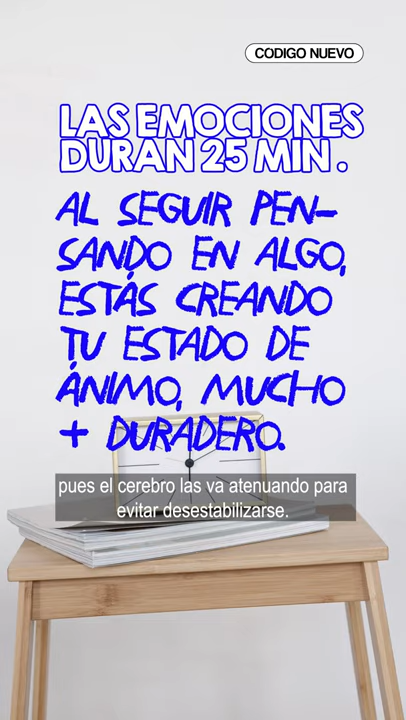 CODIGO NUEVO
LAS EMOCIONES
DURAN 25 MIN.
AL SEGUIR PEN-
SANDO EN ALGO,
ESTÁS CREANDO
TU ESTADO DE
ÁNIMO, MUCHO
+ DURADERO.
pues el cerebro las va atenuando para
evitar desestabilizarse.